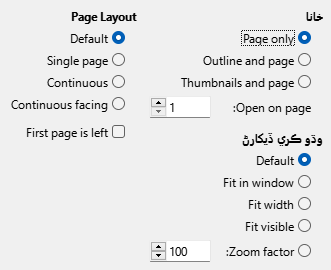 خانا
Page only
Outline and page
Thumbnails and page
Open on page:
1
وڌو ڪري ڏيکارڻ
Default
Fit in window
Fit width
Fit visible
Zoom factor:
100
Page Layout
Default
Single page
Continuous
Continuous facing
First page is left